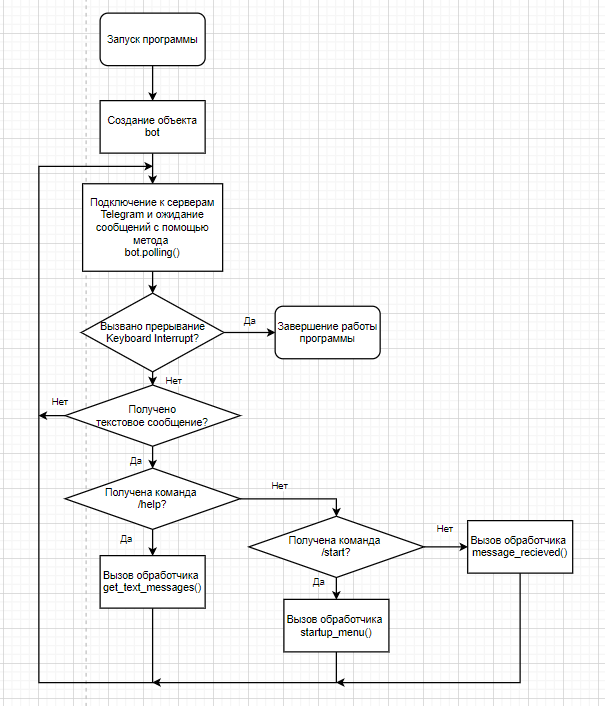 Запуск программы
Создание объекта
bot
Подключение к серверам
Telegram и ожидание
сообщений с помощью
метода
bot.polling()
Вызвано прерывание
Keyboard Interrupt?
Да
Завершение работы
программы
Нет
Получено
текстовое сообщение?
Нет
Да
Получена команда
/help?
Нет
Да
Получена команда
/start?
Нет
Вызов обработчика
message_recieved()
Да
Вызов обработчика
get_text_messages()
Вызов обработчика
startup_menu()